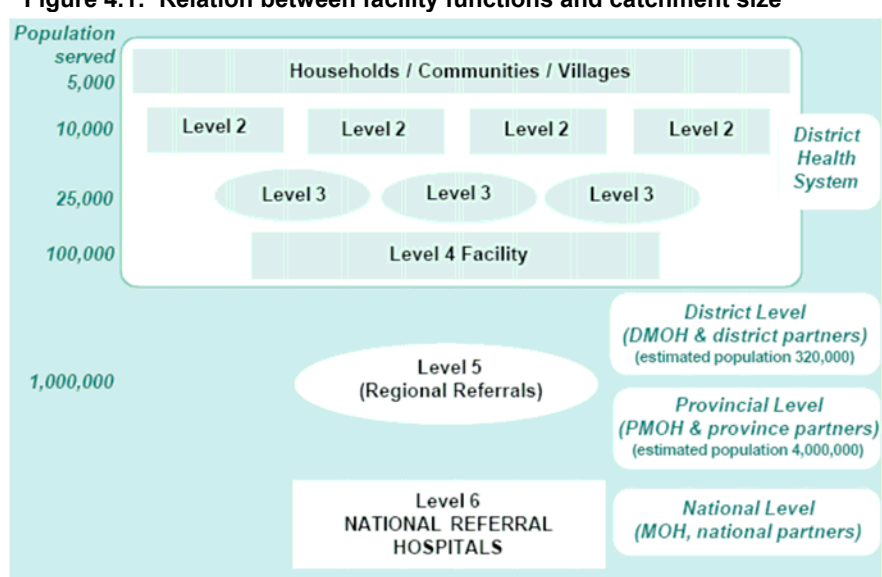 Figure 4.1: Relation between facility functions and catchment size
Population
served
5,000
Households / Communities / Villages
10,000
Level 2
Level 2
Level 2
Level 2
District
Health
System
25,000
Level 3
Level 3
Level 3
100,000
Level 4 Facility
District Level
(DMOH & district partners)
(estimated population 320,000)
1,000,000
Level 5
(Regional Referrals)
Provincial Level
(PMOH & province partners)
(estimated population 4,000,000)
Level 6
NATIONAL REFERRAL
HOSPITALS
National Level
(MOH, national partners)